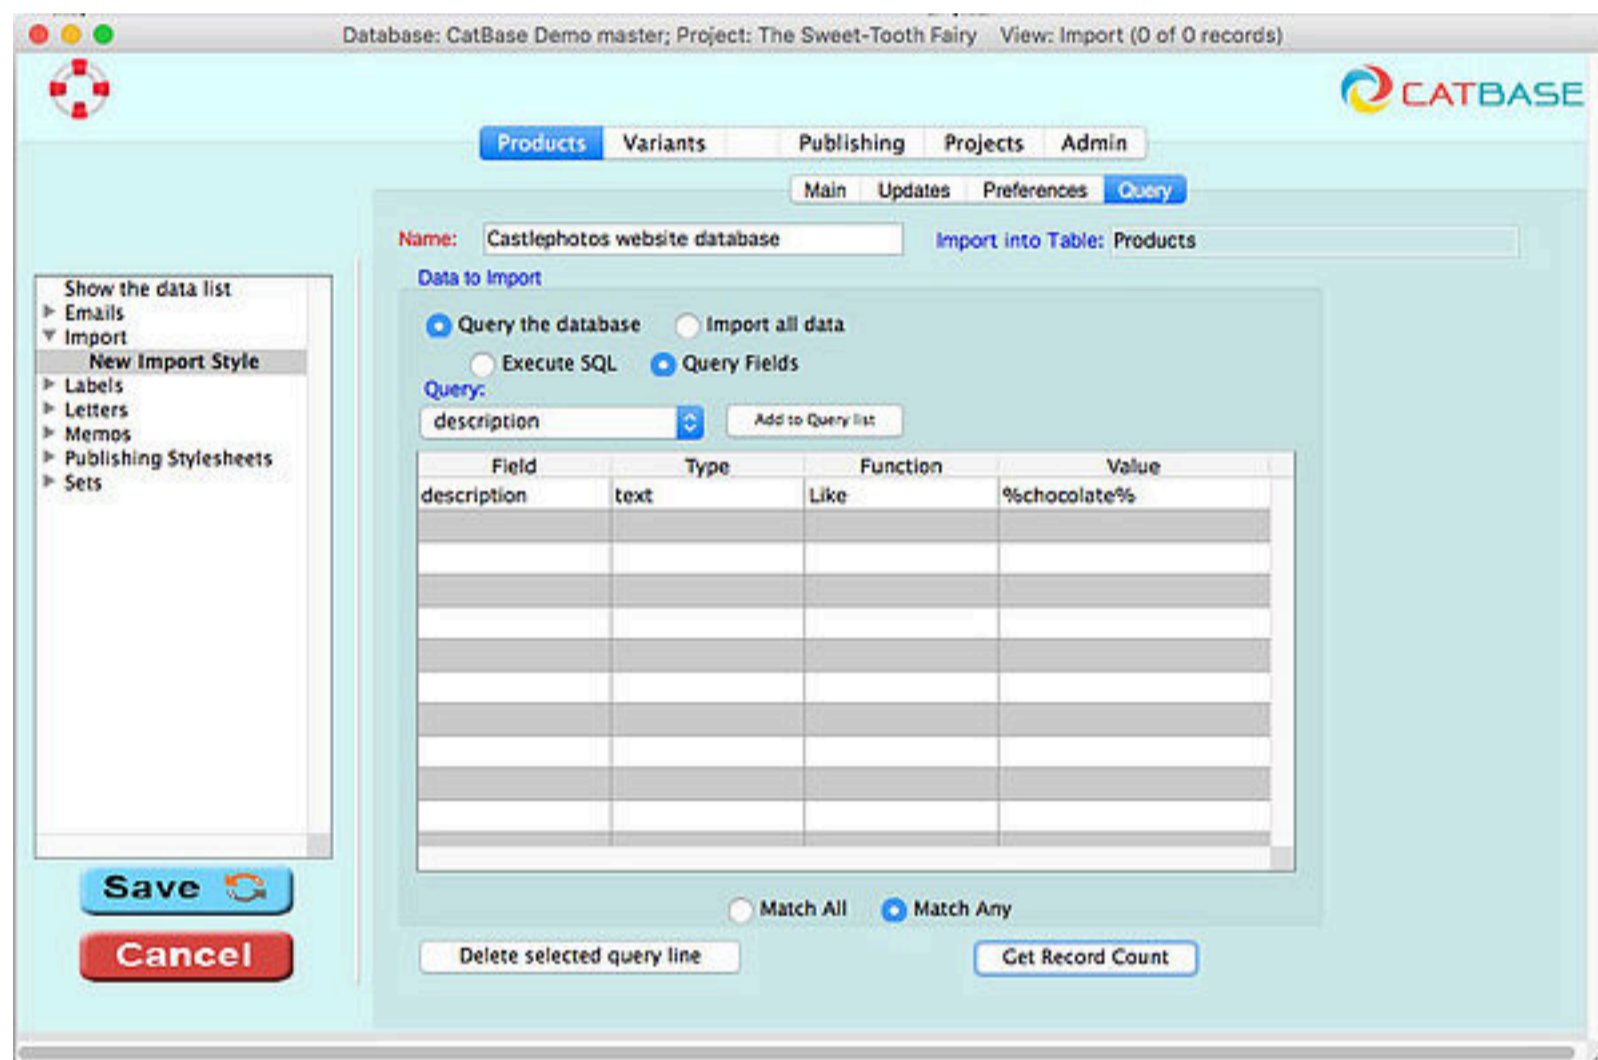 Database: CatBase Demo master; Project: The Sweet-Tooth Fairy View: Import (0 of 0 records)
CATBASE
Products Variants Publishing Projects Admin
Main Updates Preferences Query
Name: Castlephotos website database Import into Table: Products
Data to Import
Show the data list
Emails
Import
New Import Style
Labels
Letters
Memos
Publishing Stylesheets
Sets
Query the database Import all data
Execute SQL Query Fields
Query:
description Add to Query list
Field Type Function Value
description text Like %chocolate%
Match All Match Any
Save
Cancel
Delete selected query line Get Record Count